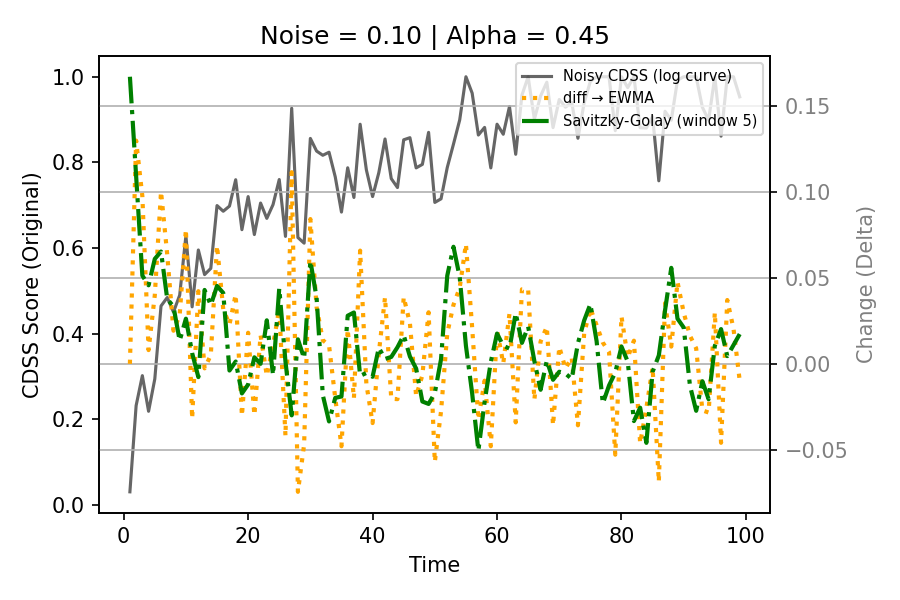 Noise = 0.10 | Alpha = 0.45
Noisy CDSS (log curve)
diff → EWMA
Savitzky-Golay (window 5)
CDSS Score (Original)
1.0
0.8
0.6
0.4
0.2
0.0
0.15
0.10
0.05
0.00
−0.05
Change (Delta)
0
20
40
60
80
100
Time